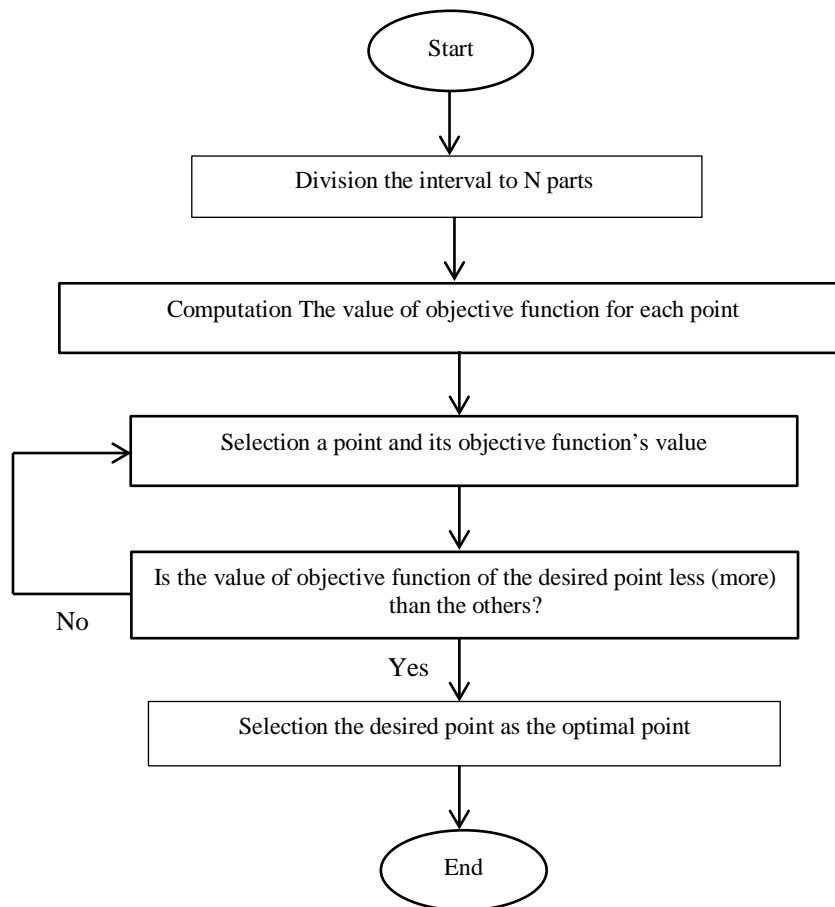 Start
Division the interval to N parts
Computation The value of objective function for each point
Selection a point and its objective function’s value
Is the value of objective function of the desired point less (more)
than the others?
No
Yes
Selection the desired point as the optimal point
End